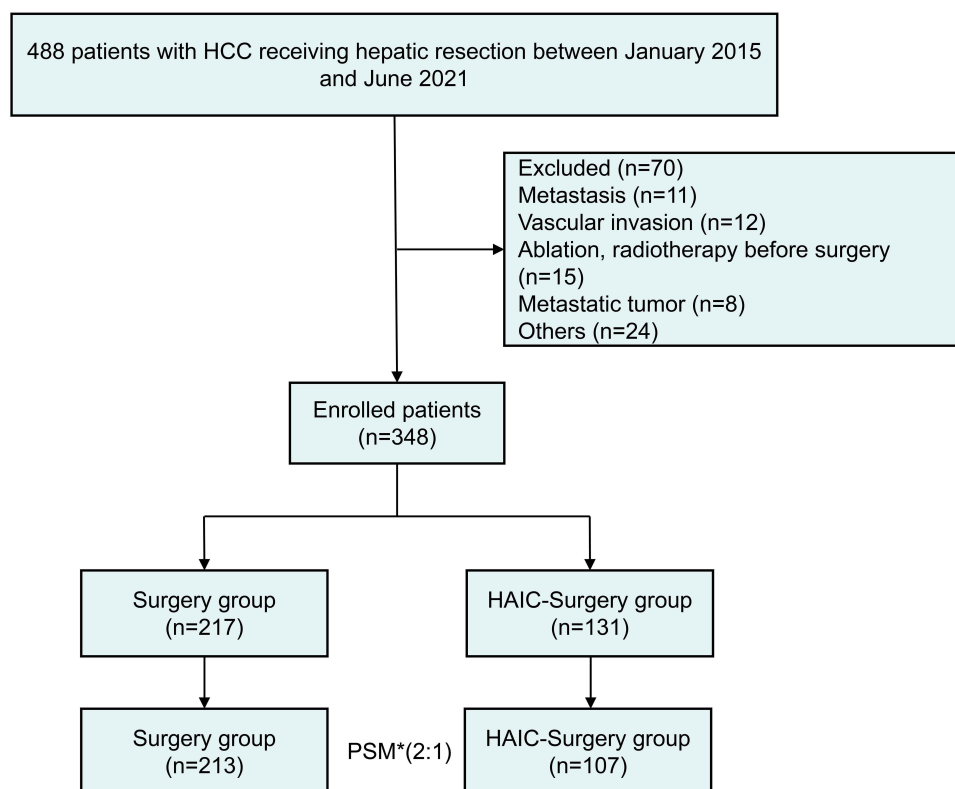 488 patients with HCC receiving hepatic resection between January 2015
and June 2021
Excluded (n=70)
Metastasis (n=11)
Vascular invasion (n=12)
Ablation, radiotherapy before surgery
(n=15)
Metastatic tumor (n=8)
Others (n=24)
Enrolled patients
(n=348)
Surgery group
(n=217)
HAIC-Surgery group
(n=131)
Surgery group
(n=213)
PSM*(2:1)
HAIC-Surgery group
(n=107)